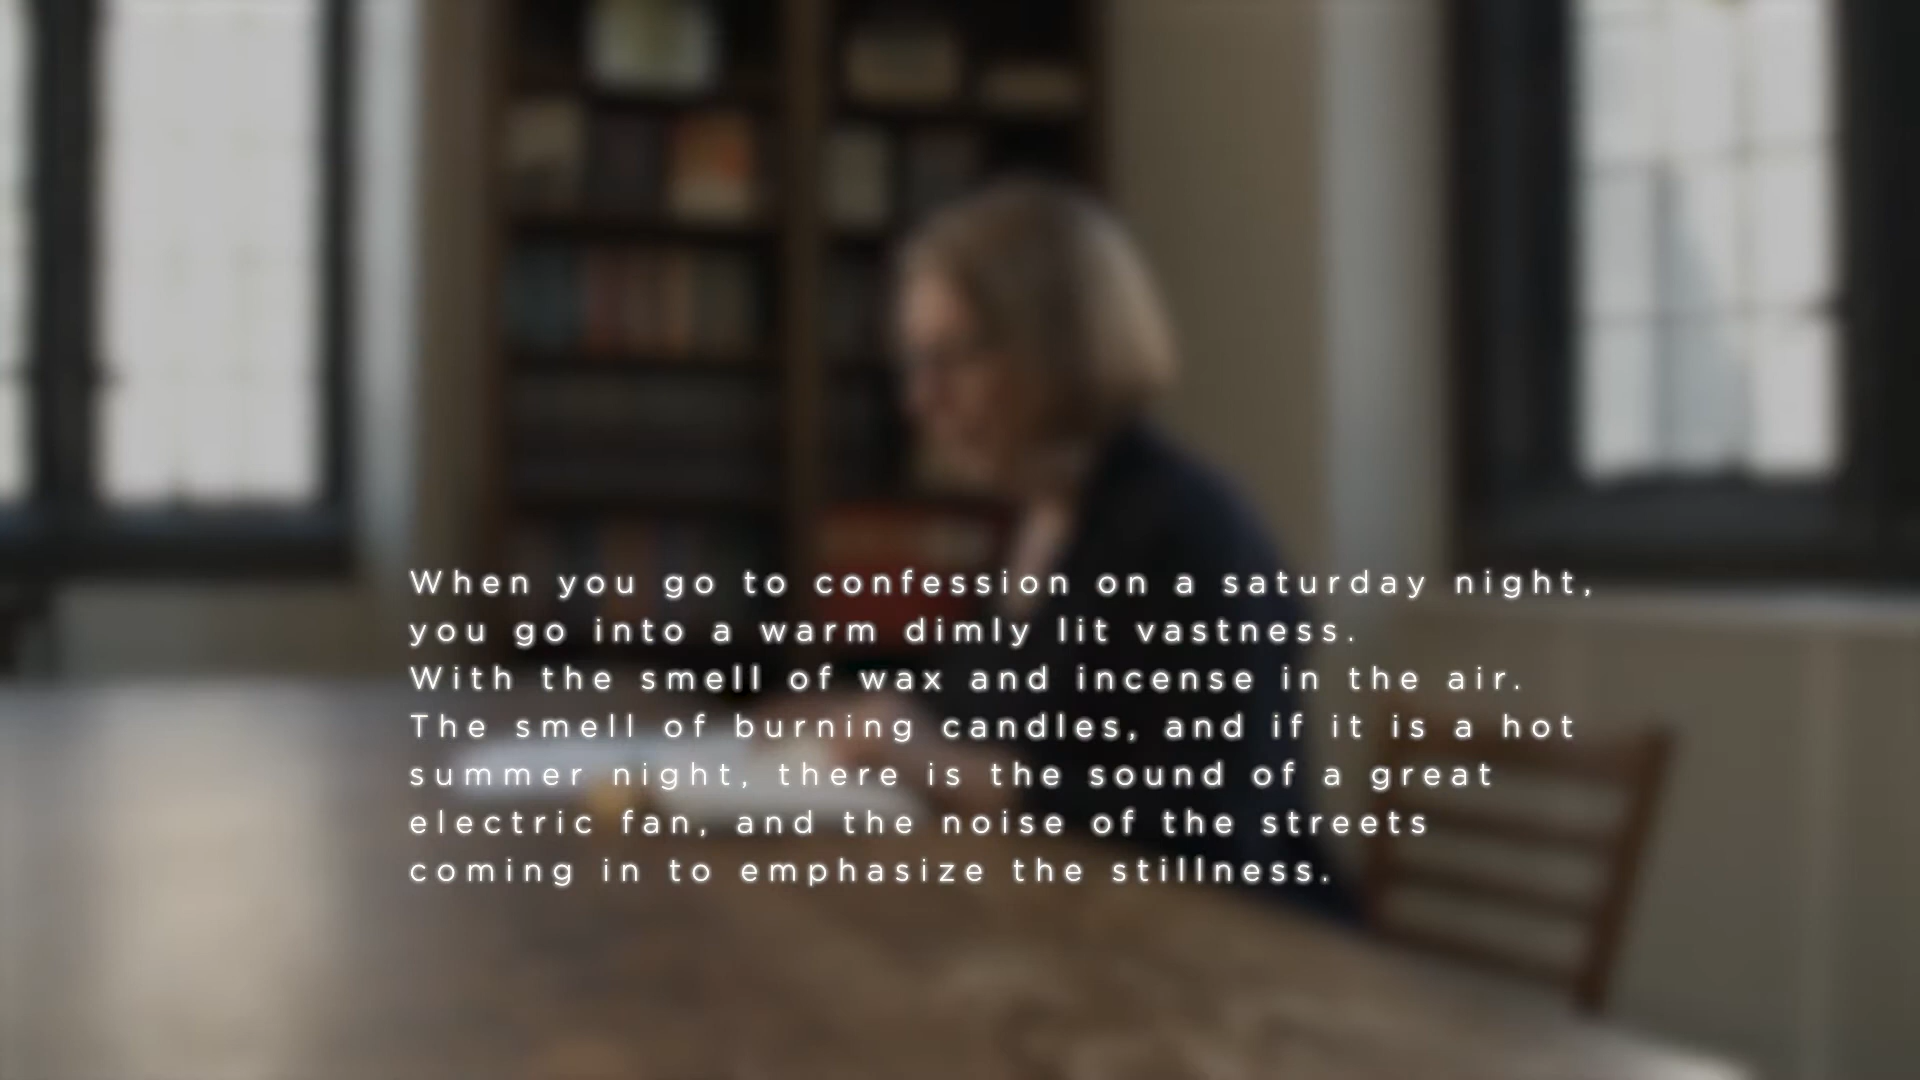 When you go to confession on a saturday night,
you go into a warm dimly lit vastness.
With the smell of wax and incense in the air.
The smell of burning candles, and if it is a hot
summer night, there is the sound of a great
electric fan, and the noise of the streets
coming in to emphasize the stillness.